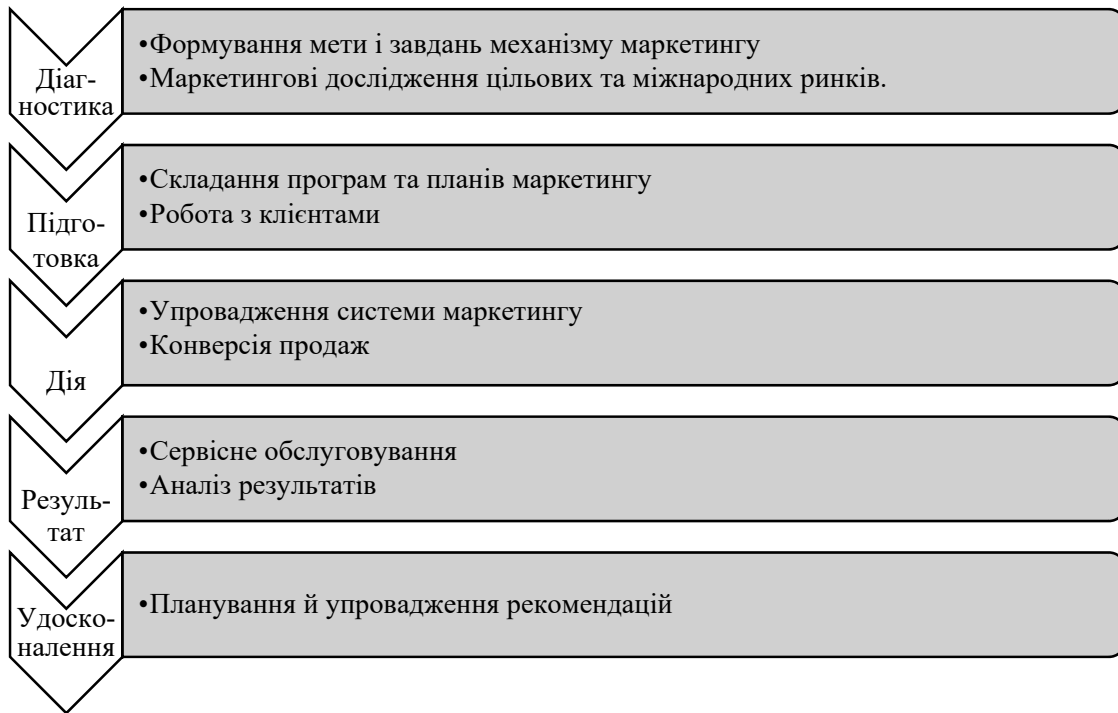 Діаг-
ностика
•Формування мети і завдань механізму маркетингу
•Маркетингові дослідження цільових та міжнародних ринків.
Підго-
товка
•Складання програм та планів маркетингу
•Робота з клієнтами
Дія
•Упровадження системи маркетингу
•Конверсія продаж
Резуль-
тат
•Сервісне обслуговування
•Аналіз результатів
Удоско-
налення
•Планування й упровадження рекомендацій